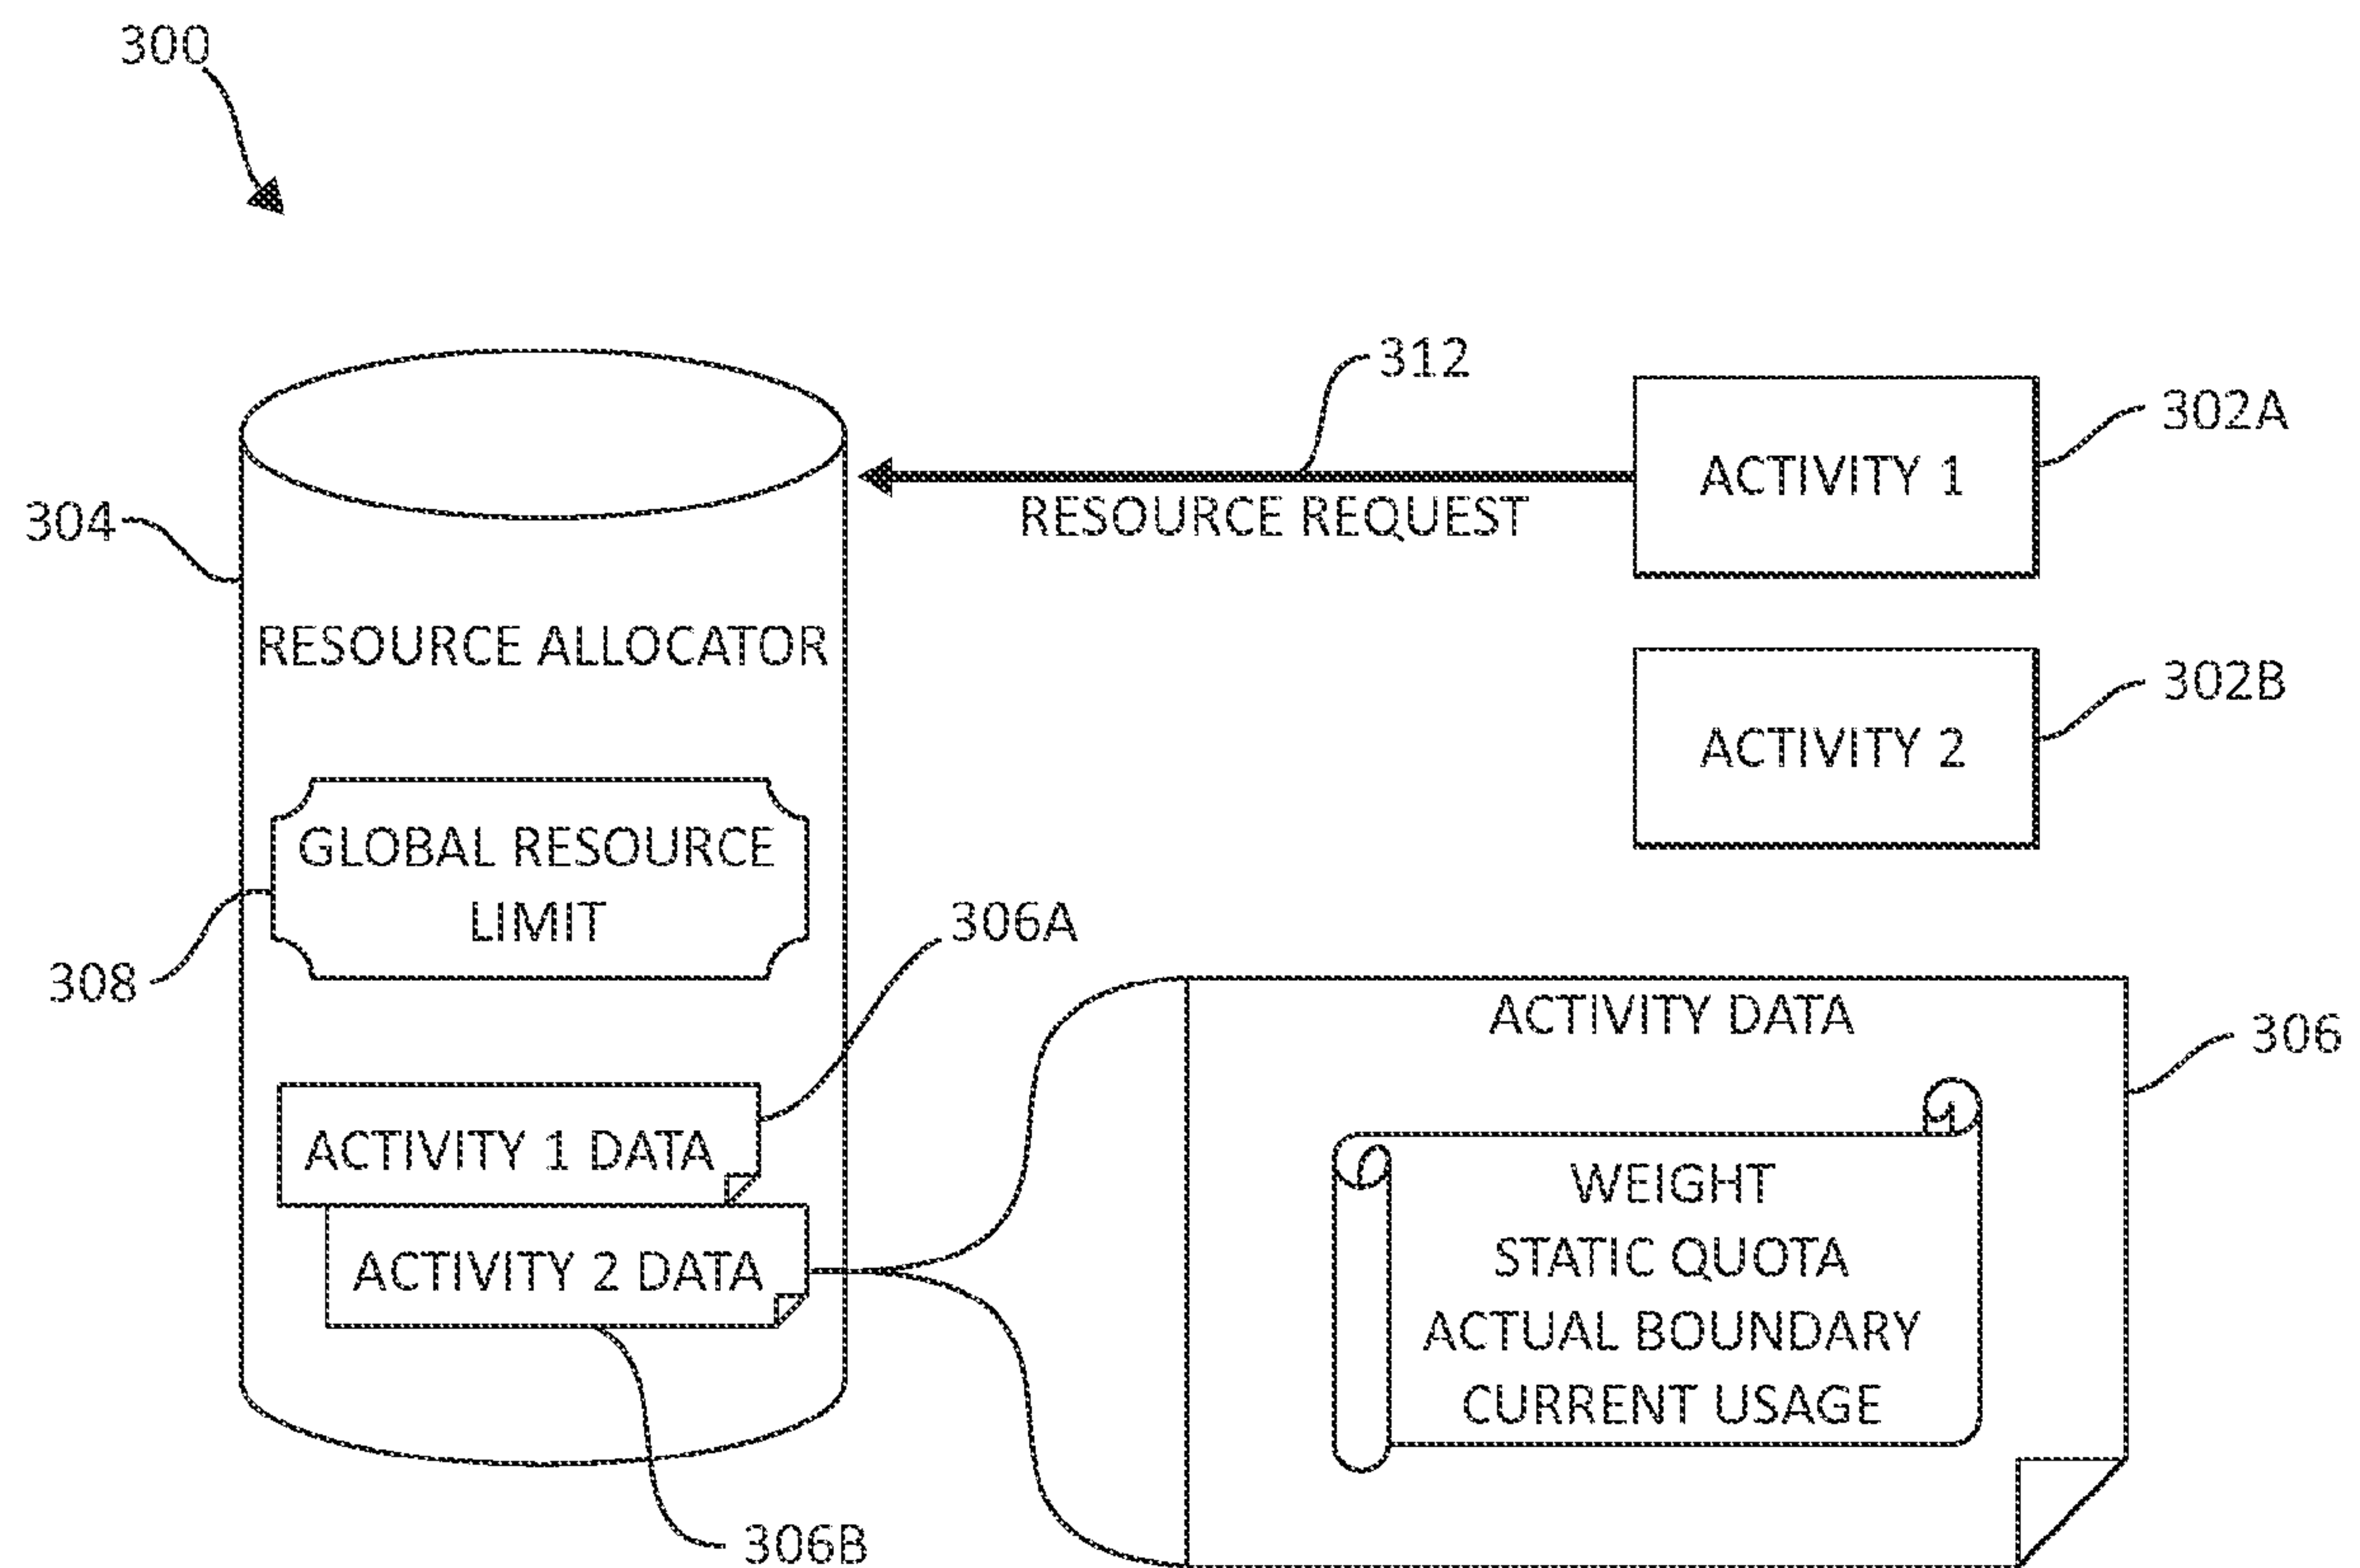 300
312
302A
ACTIVITY 1
RESOURCE REQUEST
304
RESOURCE ALLOCATOR
302B
ACTIVITY 2
GLOBAL RESOURCE
LIMIT
308
306A
ACTIVITY DATA
306
ACTIVITY 1 DATA
ACTIVITY 2 DATA
WEIGHT
STATIC QUOTA
ACTUAL BOUNDARY
CURRENT USAGE
306B